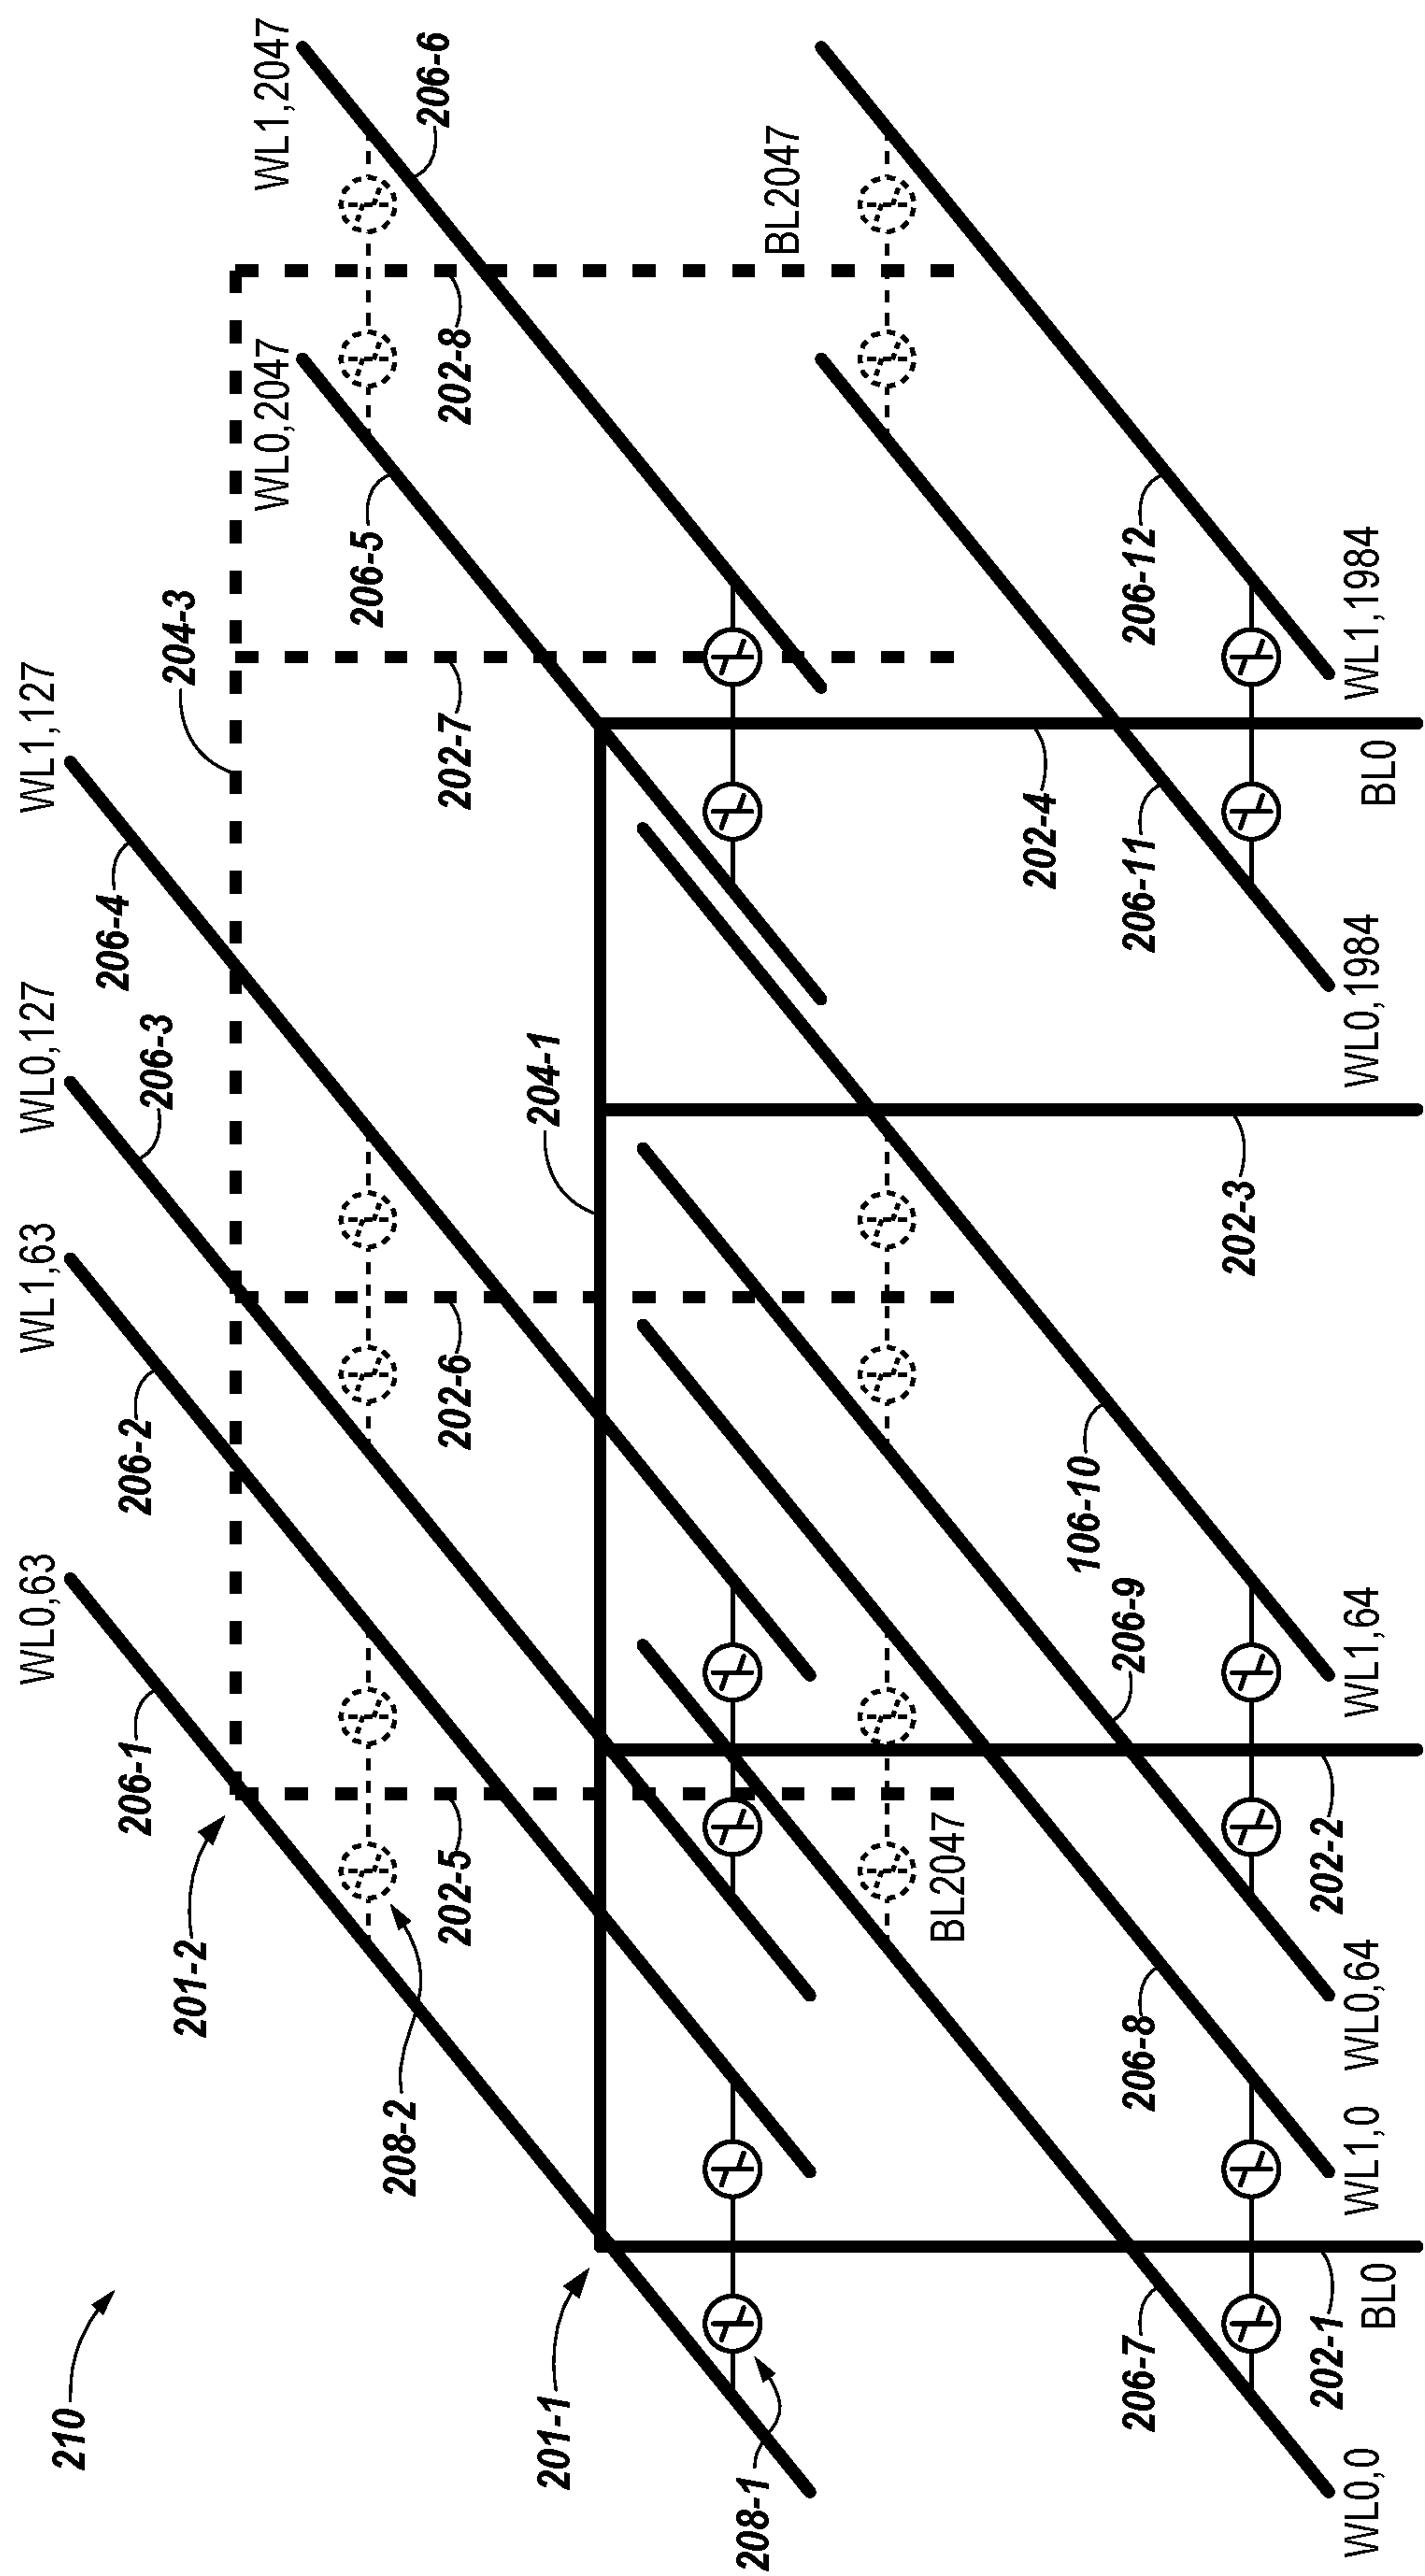 210
WL0,63
WL1,63
WL0,127
WL1,127
206-1
206-2
206-3
206-4
204-3
201-2
WL0,2047
WL1,2047
208-2
202-5
202-6
206-5
202-7
202-8
206-6
201-1
204-1
208-1
BL2047
BL2047
202-4
106-10
206-7
206-8
206-9
206-11
206-12
202-1
202-2
202-3
WL0,0
BL0
WL1,0
WL0,64
WL1,64
WL0,1984
BL0
WL1,1984